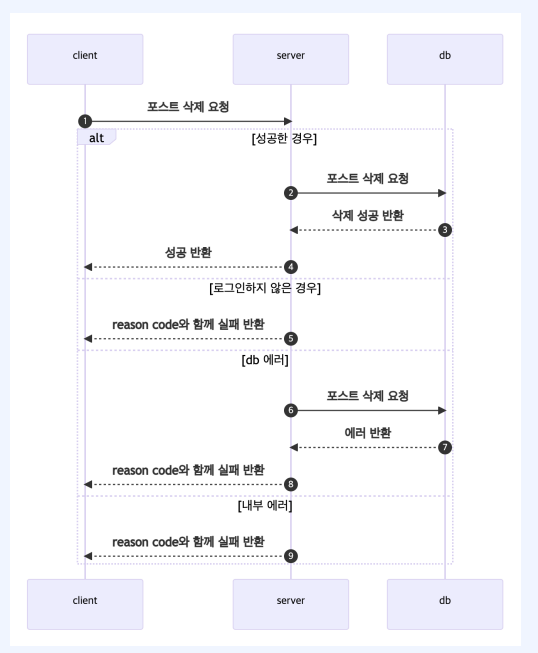 client server db
포스트 삭제 요청
1
alt [성공한 경우]
포스트 삭제 요청
2
삭제 성공 반환
3
성공 반환
4
[로그인하지 않은 경우]
reason code와 함께 실패 반환
5
[db 에러]
포스트 삭제 요청
6
에러 반환
7
reason code와 함께 실패 반환
8
[내부 에러]
reason code와 함께 실패 반환
9
client server db